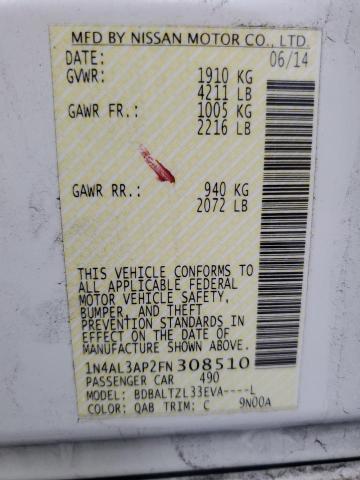 MFD BY NISSAN MOTOR CO., LTD.
DATE: 06/14
GVWR: 1910 KG
4211 LB
GAWR FR.: 1005 KG
2216 LB
GAWR RR.: 940 KG
2072 LB
THIS VEHICLE CONFORMS TO
ALL APPLICABLE FEDERAL
MOTOR VEHICLE SAFETY,
BUMPER, AND THEFT
PREVENTION STANDARDS IN
EFFECT ON THE DATE OF
MANUFACTURE SHOWN ABOVE.
1N4AL3AP2FN308510
PASSENGER CAR 490
MODEL: BDBALTZL33EVA----L
COLOR: QAB TRIM: C 9N00A